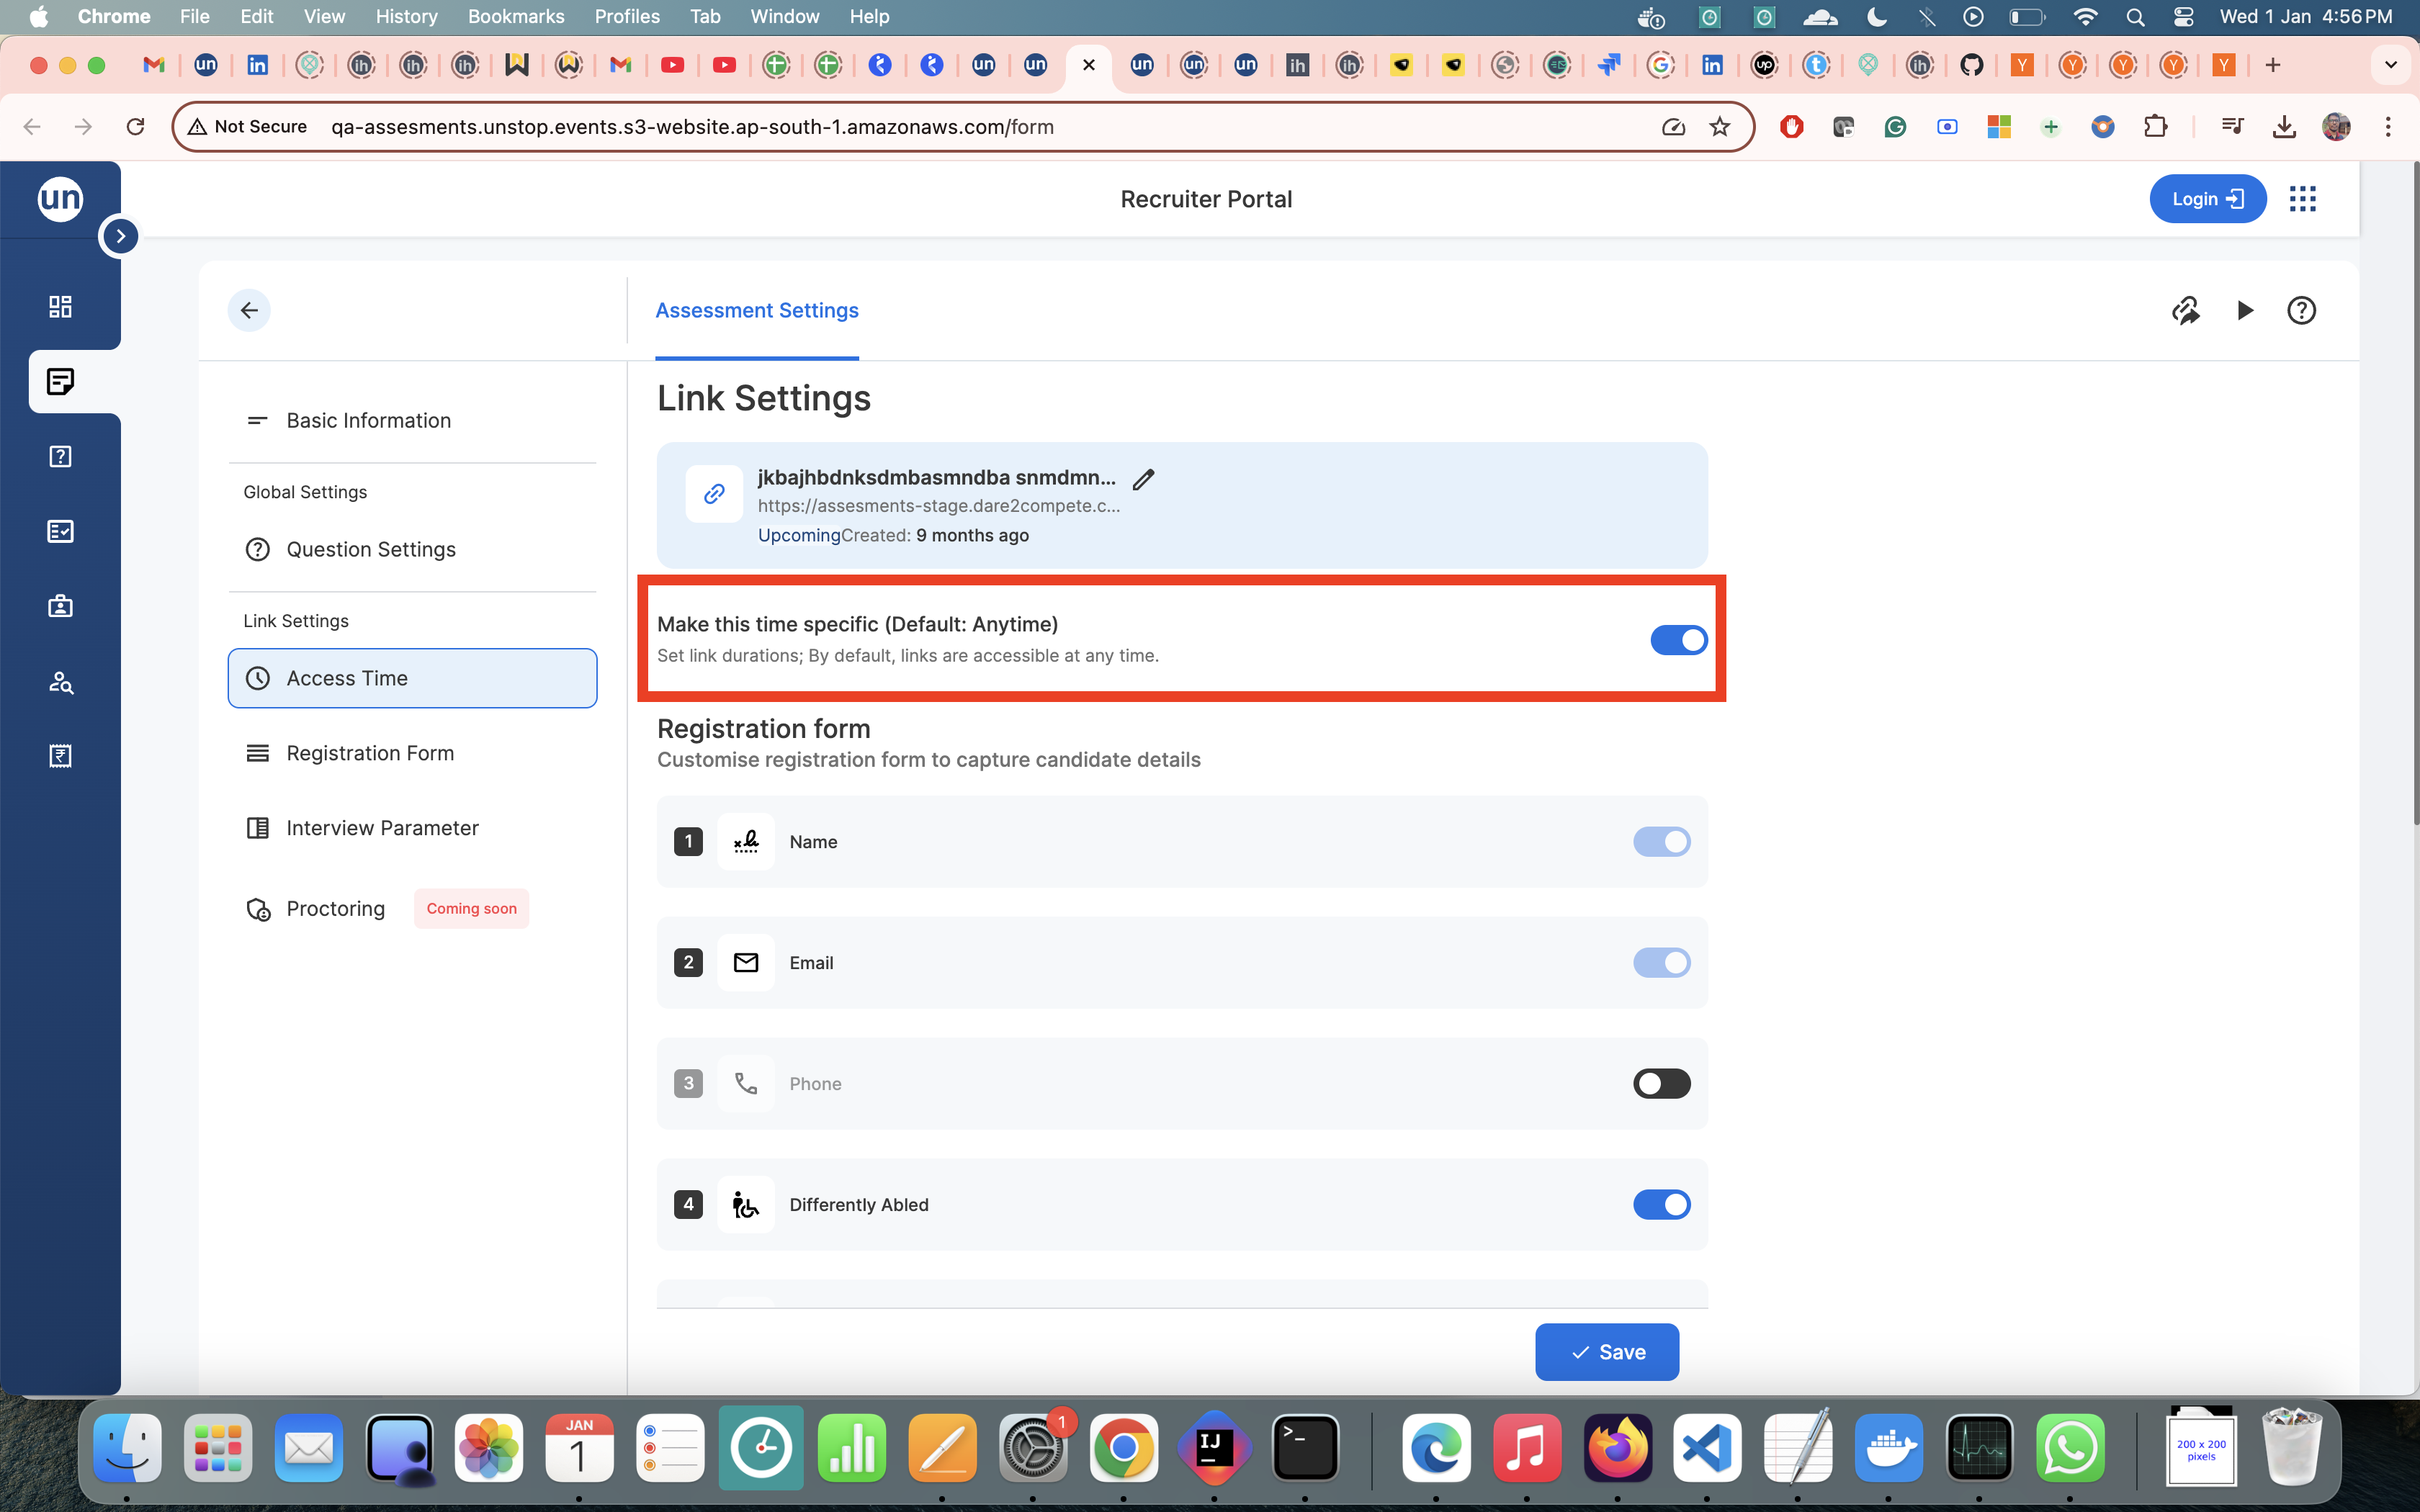 Chrome File Edit View History Bookmarks Profiles Tab Window Help Wed 1 Jan 4:56 PM
Not Secure qa-assesments.unstop.events.s3-website.ap-south-1.amazonaws.com/form
un
Recruiter Portal
Login
Assessment Settings
Basic Information
Global Settings
Question Settings
Link Settings
Access Time
Registration Form
Interview Parameter
Proctoring Coming soon
Link Settings
jkbajhbdnksdmbasmndba snmdmn...
https://assesments-stage.dare2compete.c...
UpcomingCreated: 9 months ago
Make this time specific (Default: Anytime)
Set link durations; By default, links are accessible at any time.
Registration form
Customise registration form to capture candidate details
1 Name
2 Email
3 Phone
4 Differently Abled
Save
JAN
1
1
IJ
200 x 200
pixels